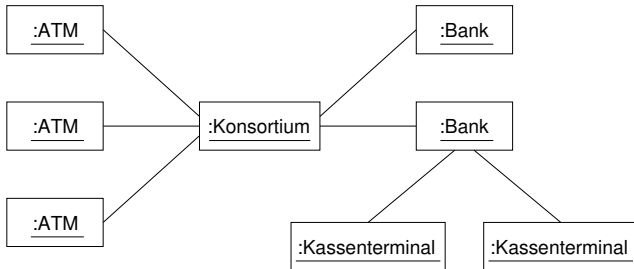 :ATM
:Bank
:ATM
:Konsortium
:Bank
:ATM
:Kassenterminal
:Kassenterminal